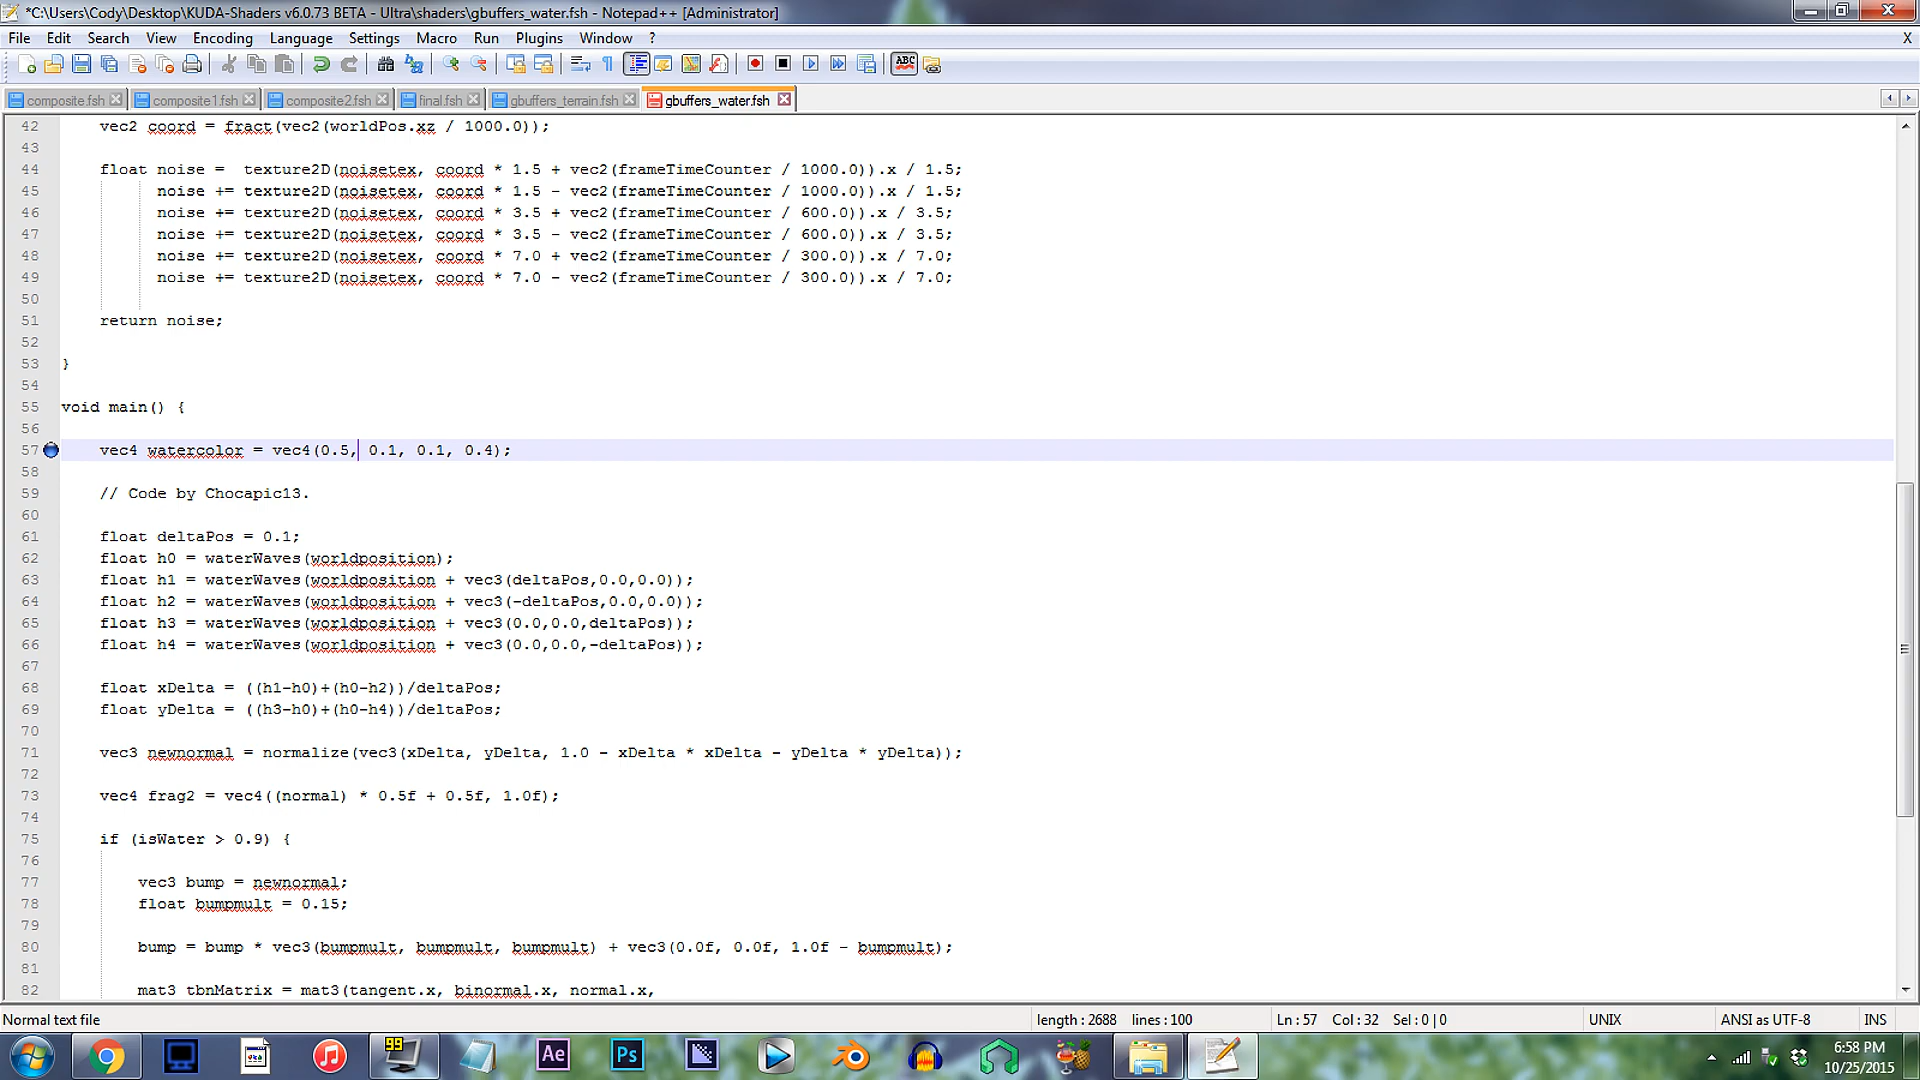 *C:\Users\Cody\Desktop\KUDA-Shaders v6.0.73 BETA - Ultra\shaders\gbuffers_water.fsh - Notepad++ [Administrator]
File Edit Search View Encoding Language Settings Macro Run Plugins Window ? X
ABC
composite.fsh composite1.fsh composite2.fsh final.fsh gbuffers_terrain.fsh gbuffers_water.fsh
42 vec2 coord = fract(vec2(worldPos.xz / 1000.0));
43
44 float noise =  texture2D(noisetex, coord * 1.5 + vec2(frameTimeCounter / 1000.0)).x / 1.5;
45 noise += texture2D(noisetex, coord * 1.5 - vec2(frameTimeCounter / 1000.0)).x / 1.5;
46 noise += texture2D(noisetex, coord * 3.5 + vec2(frameTimeCounter / 600.0)).x / 3.5;
47 noise += texture2D(noisetex, coord * 3.5 - vec2(frameTimeCounter / 600.0)).x / 3.5;
48 noise += texture2D(noisetex, coord * 7.0 + vec2(frameTimeCounter / 300.0)).x / 7.0;
49 noise += texture2D(noisetex, coord * 7.0 - vec2(frameTimeCounter / 300.0)).x / 7.0;
50
51 return noise;
52
53 }
54
55 void main() {
56
57 vec4 watercolor = vec4(0.5, 0.1, 0.1, 0.4);
58
59 // Code by Chocapic13.
60
61 float deltaPos = 0.1;
62 float h0 = waterWaves(worldposition);
63 float h1 = waterWaves(worldposition + vec3(deltaPos,0.0,0.0));
64 float h2 = waterWaves(worldposition + vec3(-deltaPos,0.0,0.0));
65 float h3 = waterWaves(worldposition + vec3(0.0,0.0,deltaPos));
66 float h4 = waterWaves(worldposition + vec3(0.0,0.0,-deltaPos));
67
68 float xDelta = ((h1-h0)+(h0-h2))/deltaPos;
69 float yDelta = ((h3-h0)+(h0-h4))/deltaPos;
70
71 vec3 newnormal = normalize(vec3(xDelta, yDelta, 1.0 - xDelta * xDelta - yDelta * yDelta));
72
73 vec4 frag2 = vec4((normal) * 0.5f + 0.5f, 1.0f);
74
75 if (isWater > 0.9) {
76
77 vec3 bump = newnormal;
78 float bumpmult = 0.15;
79
80 bump = bump * vec3(bumpmult, bumpmult, bumpmult) + vec3(0.0f, 0.0f, 1.0f - bumpmult);
81
82 mat3 tbnMatrix = mat3(tangent.x, binormal.x, normal.x,
Normal text file length : 2688 lines : 100 Ln : 57 Col : 32 Sel : 0 | 0 UNIX ANSI as UTF-8 INS
99 Ae Ps 6:58 PM
10/25/2015